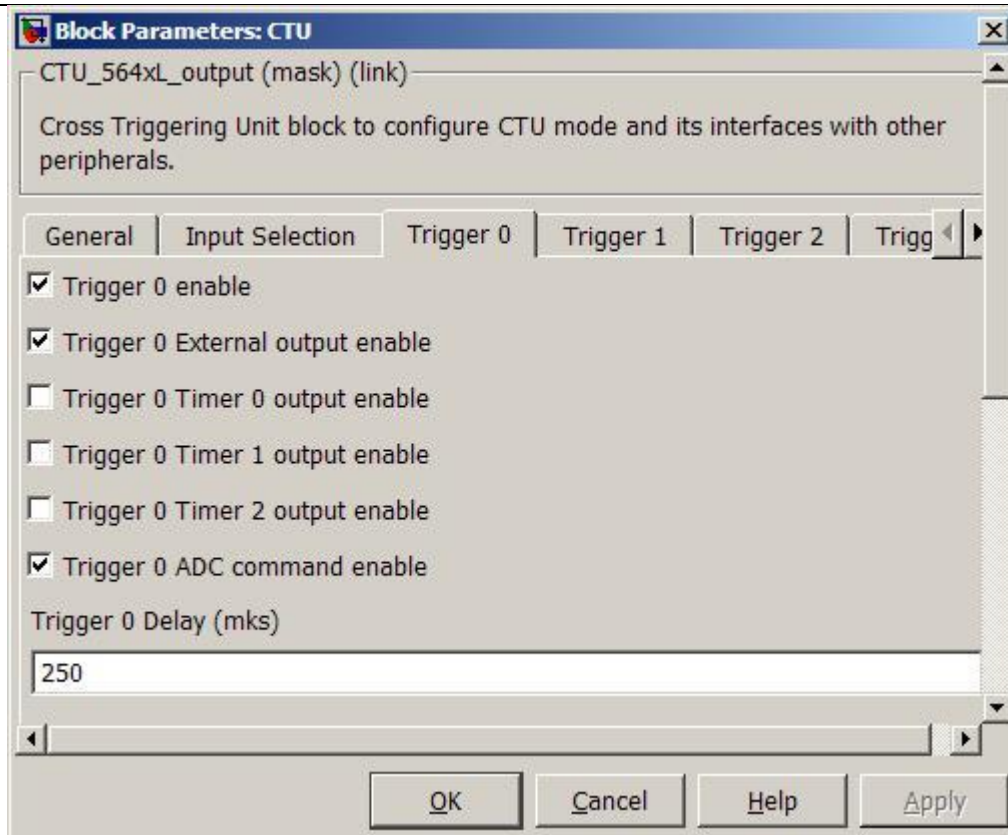 Block Parameters: CTU
CTU_564xL_output (mask) (link)
Cross Triggering Unit block to configure CTU mode and its interfaces with other
peripherals.
General Input Selection Trigger 0 Trigger 1 Trigger 2 Trigg
Trigger 0 enable
Trigger 0 External output enable
Trigger 0 Timer 0 output enable
Trigger 0 Timer 1 output enable
Trigger 0 Timer 2 output enable
Trigger 0 ADC command enable
Trigger 0 Delay (mks)
250
OK Cancel Help Apply